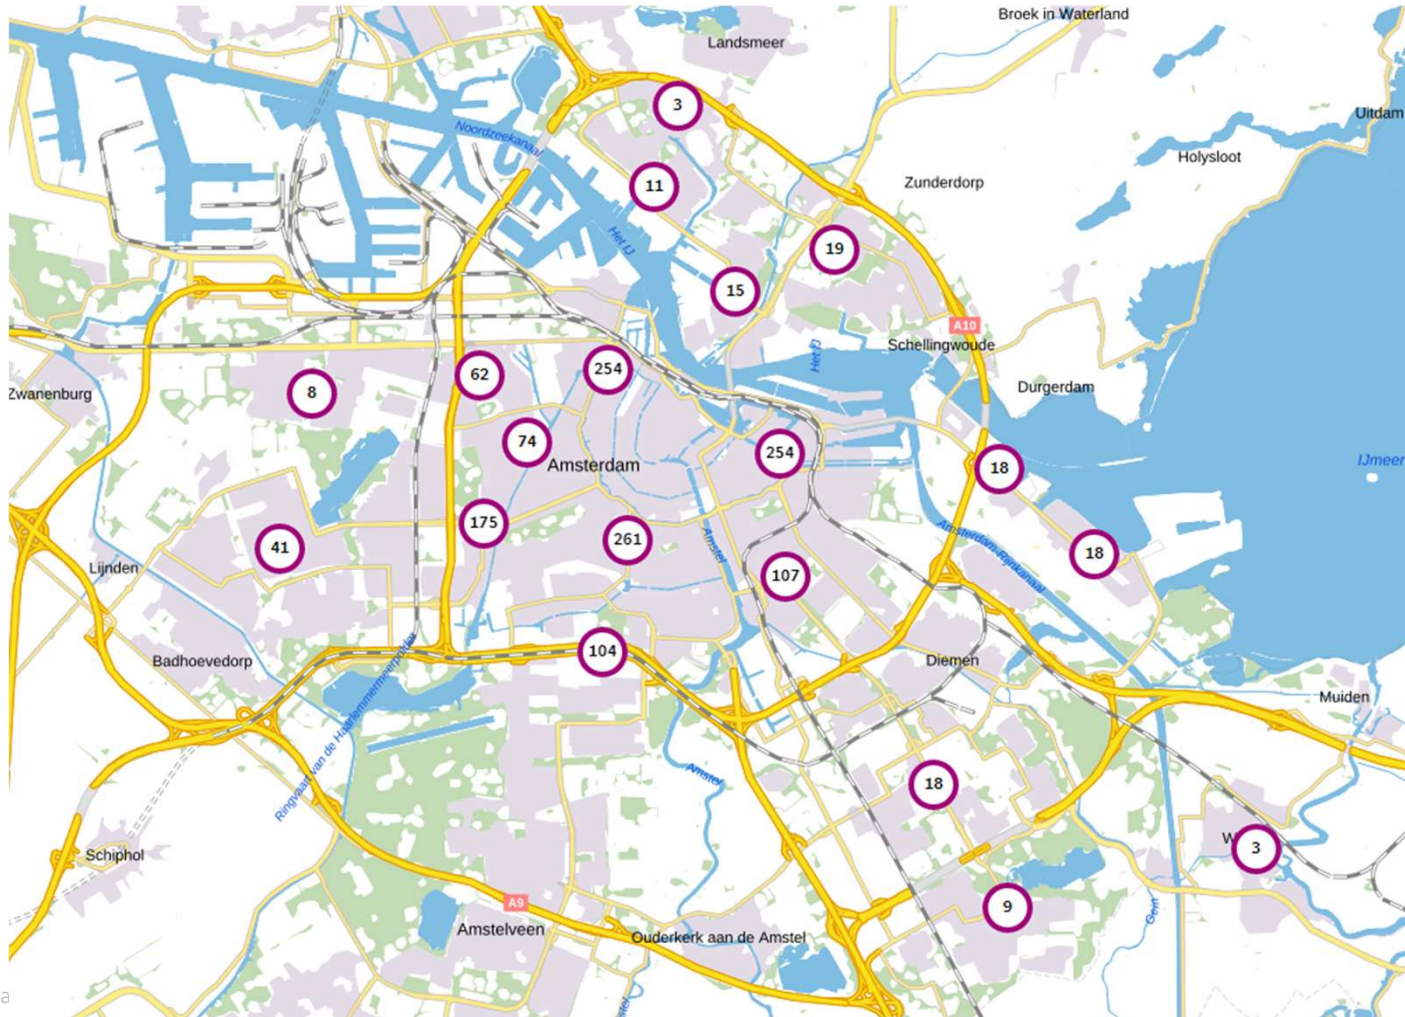 Broek in Waterland
Landsmeer
3
Uitdam
Noordzeekanaal
Holysloot
11
Zunderdorp
Het IJ
19
15
A10
Schellingwoude
Het IJ
254
62
8
Zwanenburg
Durgerdam
74
254
Amsterdam
18
IJmeer
175
261
41
Amstel
Amsterdam-Rijnkanaal
18
Lijnden
107
104
Badhoevedorp
Diemen
Muiden
Ringvaart van de Haarlemmermeerpolder
Amstel
18
Schiphol
3
A9
9
Gein
Amstelveen
Ouderkerk aan de Amstel
a